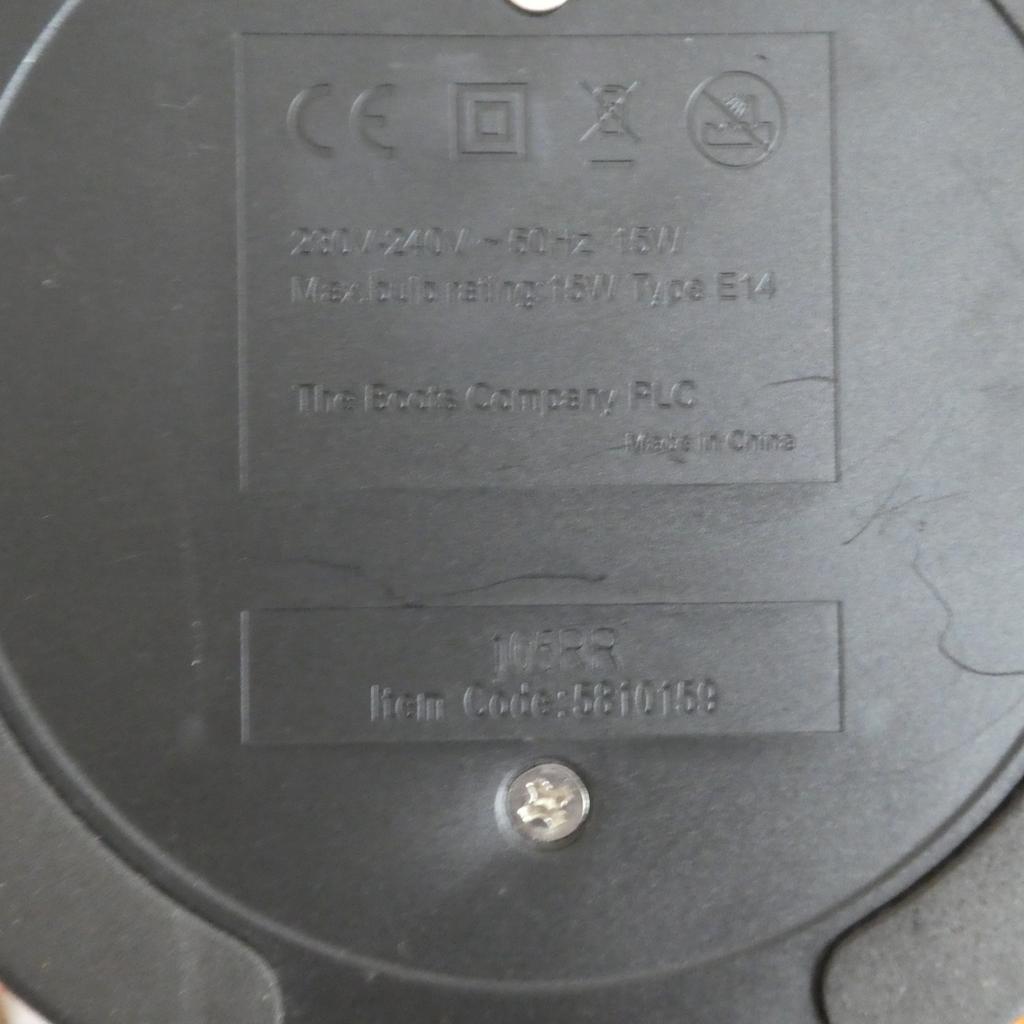 CE
230V-240V ~ 50Hz 15W
Max.bulb rating:15W Type E14
The Boots Company PLC
Made In China
105RR
Item Code:5810159